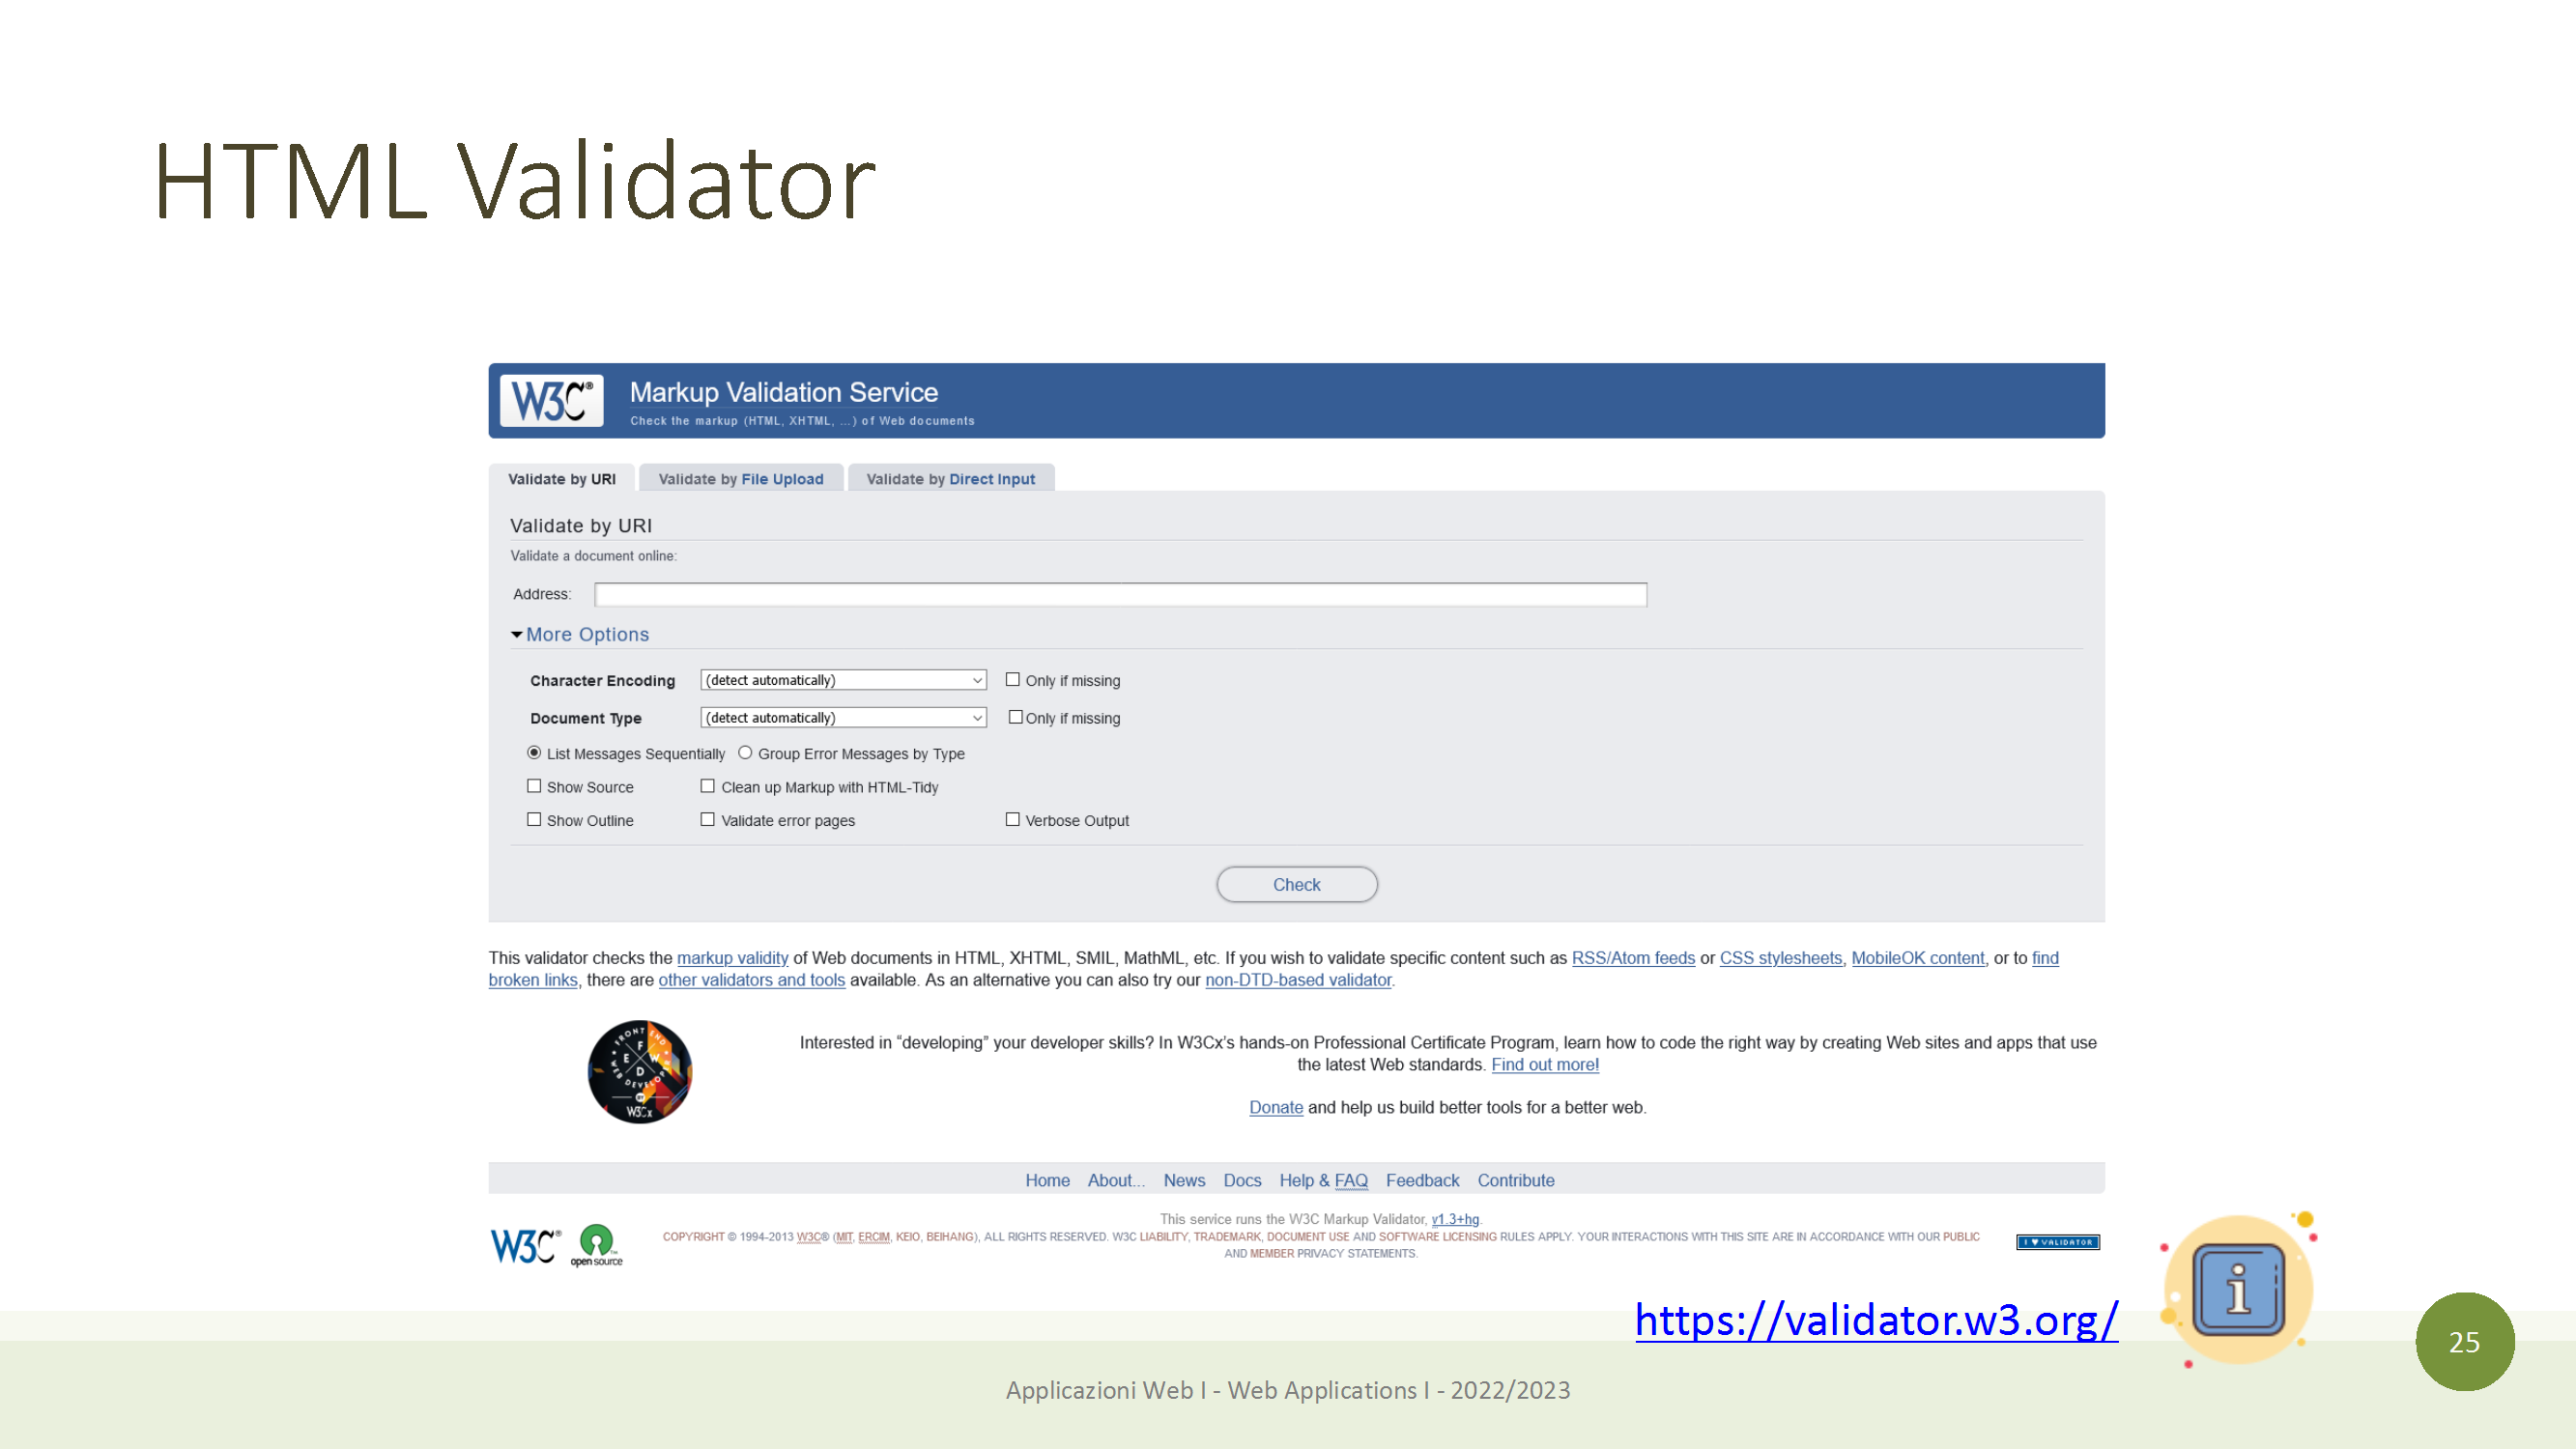 HTML Validator
W3C®
Markup Validation Service
Check the markup (HTML, XHTML, ...) of Web documents
Validate by URI
Validate by File Upload
Validate by Direct Input
Validate by URI
Validate a document online:
Address:
More Options
Character Encoding (detect automatically) Only if missing
Document Type (detect automatically) Only if missing
List Messages Sequentially Group Error Messages by Type
Show Source Clean up Markup with HTML-Tidy
Show Outline Validate error pages Verbose Output
Check
This validator checks the markup validity of Web documents in HTML, XHTML, SMIL, MathML, etc. If you wish to validate specific content such as RSS/Atom feeds or CSS stylesheets, MobileOK content, or to find
broken links, there are other validators and tools available. As an alternative you can also try our non-DTD-based validator.
FRONT END
F E W D
WEB DEVELOPER
BY
W3Cx
Interested in “developing” your developer skills? In W3Cx’s hands-on Professional Certificate Program, learn how to code the right way by creating Web sites and apps that use
the latest Web standards. Find out more!
Donate and help us build better tools for a better web.
Home About... News Docs Help & FAQ Feedback Contribute
W3C®
open source
This service runs the W3C Markup Validator, v1.3+hg.
COPYRIGHT © 1994-2013 W3C® (MIT, ERCIM, KEIO, BEIHANG), ALL RIGHTS RESERVED. W3C LIABILITY, TRADEMARK, DOCUMENT USE AND SOFTWARE LICENSING RULES APPLY. YOUR INTERACTIONS WITH THIS SITE ARE IN ACCORDANCE WITH OUR PUBLIC
AND MEMBER PRIVACY STATEMENTS.
I ♥ VALIDATOR
https://validator.w3.org/
i
25
Applicazioni Web I - Web Applications I - 2022/2023